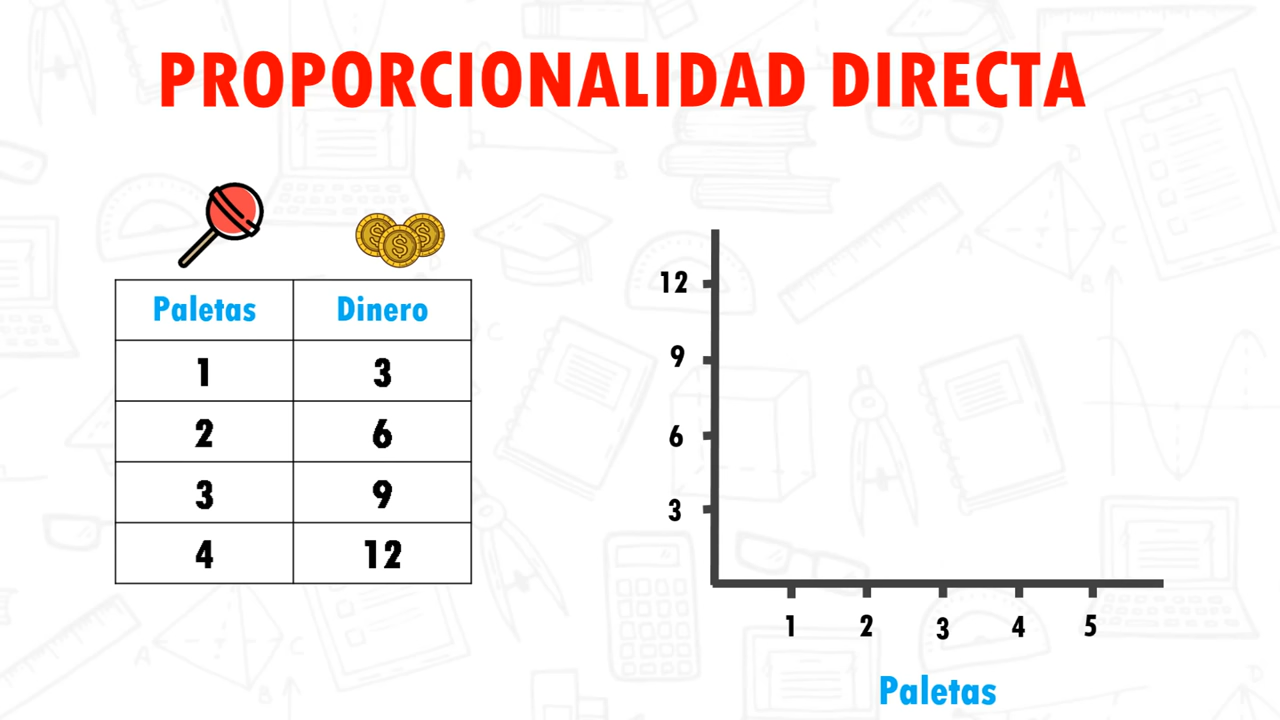 PROPORCIONALIDAD DIRECTA
Paletas Dinero
1 3
2 6
3 9
4 12
12
9
6
3
1 2 3 4 5
Paletas